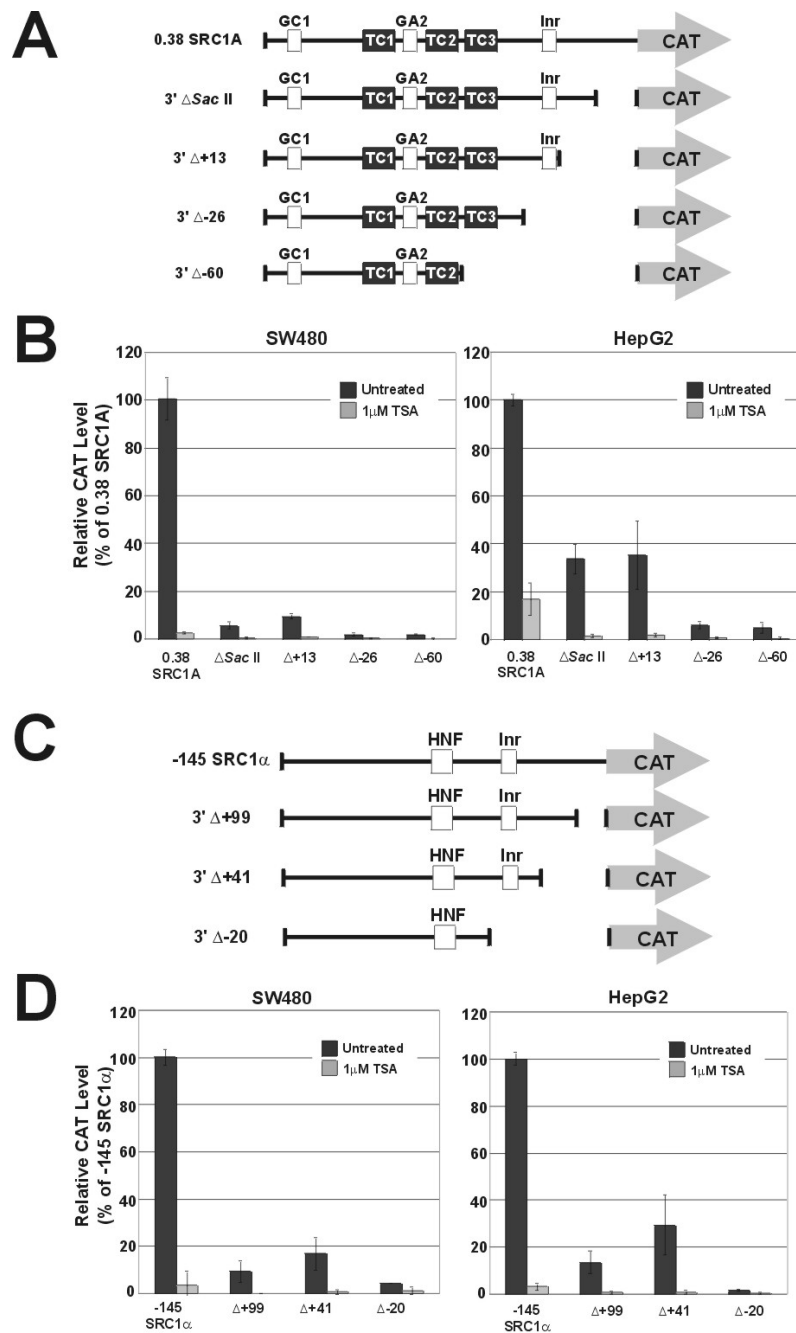 A
0.38 SRC1A GC1 TC1 GA2 TC2 TC3 Inr CAT
3' ΔSac II GC1 TC1 GA2 TC2 TC3 Inr CAT
3' Δ+13 GC1 TC1 GA2 TC2 TC3 Inr CAT
3' Δ-26 GC1 TC1 GA2 TC2 TC3 CAT
3' Δ-60 GC1 TC1 GA2 TC2 CAT
B
SW480 HepG2
Relative CAT Level
(% of 0.38 SRC1A)
120 120
100 100
80 80
60 60
40 40
20 20
0 0
Untreated Untreated
1μM TSA 1μM TSA
0.38 SRC1A ΔSac II Δ+13 Δ-26 Δ-60 0.38 SRC1A ΔSac II Δ+13 Δ-26 Δ-60
C
-145 SRC1α HNF Inr CAT
3' Δ+99 HNF Inr CAT
3' Δ+41 HNF Inr CAT
3' Δ-20 HNF CAT
D
SW480 HepG2
Relative CAT Level
(% of -145 SRC1α)
120 120
100 100
80 80
60 60
40 40
20 20
0 0
Untreated Untreated
1μM TSA 1μM TSA
-145 SRC1α Δ+99 Δ+41 Δ-20 -145 SRC1α Δ+99 Δ+41 Δ-20